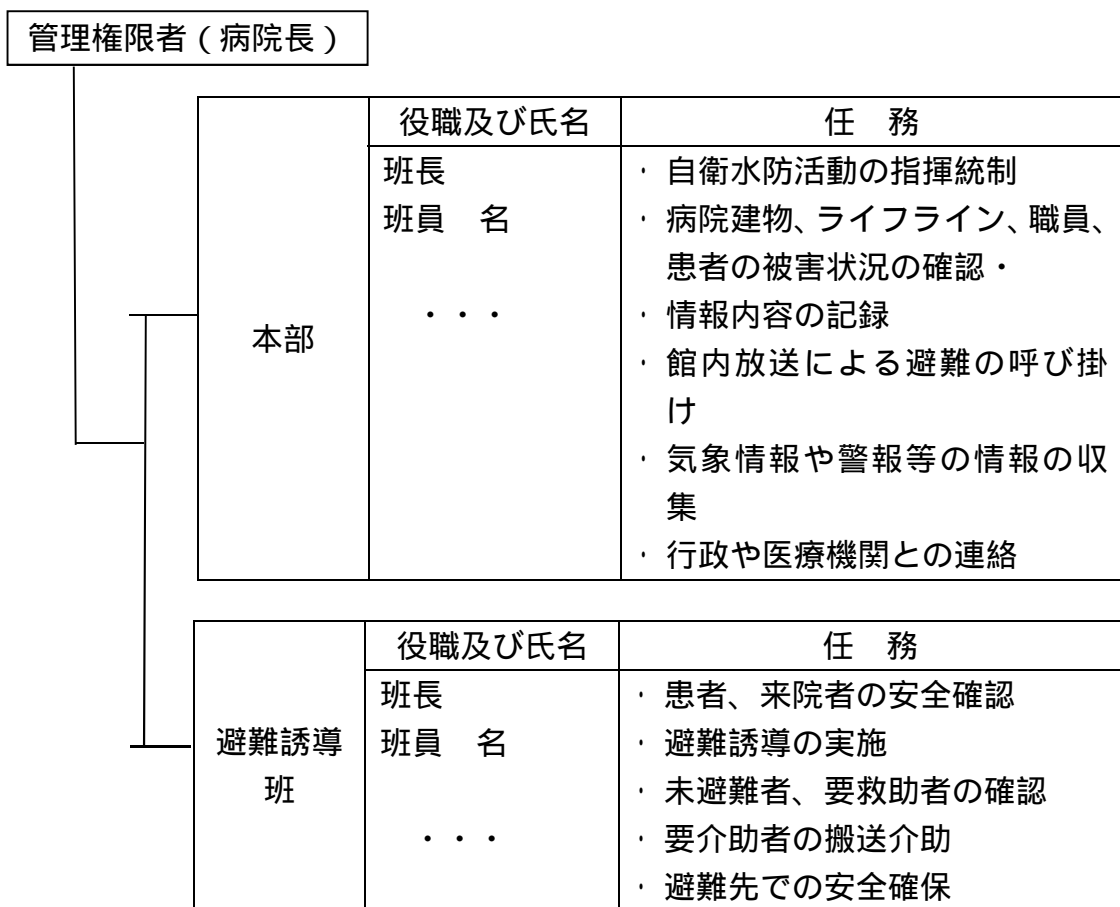 管理権限者(病院長)
役職及び氏名 任 務
本部
班長
班員 名
・・・
・ 自衛水防活動の指揮統制
・ 病院建物、ライフライン、職員、
患者の被害状況の確認・
・ 情報内容の記録
・ 館内放送による避難の呼び掛
け
・ 気象情報や警報等の情報の収
集
・ 行政や医療機関との連絡
役職及び氏名 任 務
避難誘導
班
班長
班員 名
・・・
・ 患者、来院者の安全確認
・ 避難誘導の実施
・ 未避難者、要救助者の確認
・ 要介助者の搬送介助
・ 避難先での安全確保